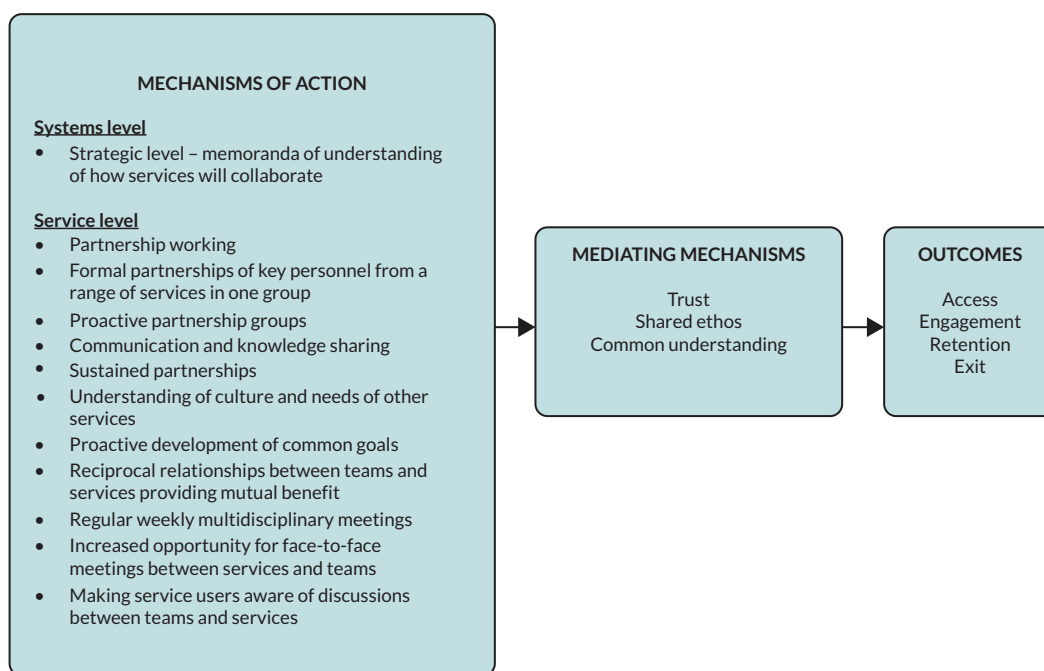 MECHANISMS OF ACTION
Systems level
• Strategic level – memoranda of understanding
of how services will collaborate
Service level
• Partnership working
• Formal partnerships of key personnel from a
range of services in one group
• Proactive partnership groups
• Communication and knowledge sharing
• Sustained partnerships
• Understanding of culture and needs of other
services
• Proactive development of common goals
• Reciprocal relationships between teams and
services providing mutual benefit
• Regular weekly multidisciplinary meetings
• Increased opportunity for face-to-face
meetings between services and teams
• Making service users aware of discussions
between teams and services
MEDIATING MECHANISMS
Trust
Shared ethos
Common understanding
OUTCOMES
Access
Engagement
Retention
Exit